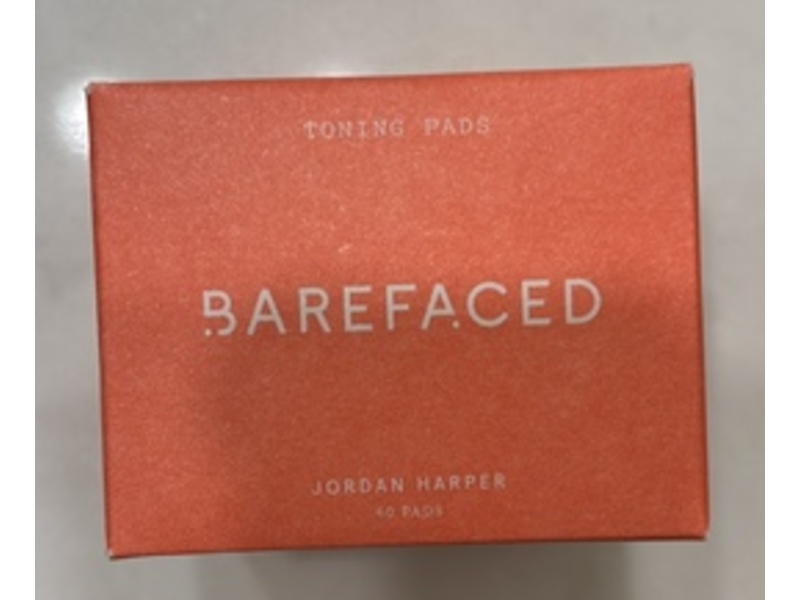 TONING PADS
BAREFACED
JORDAN HARPER
60 PADS